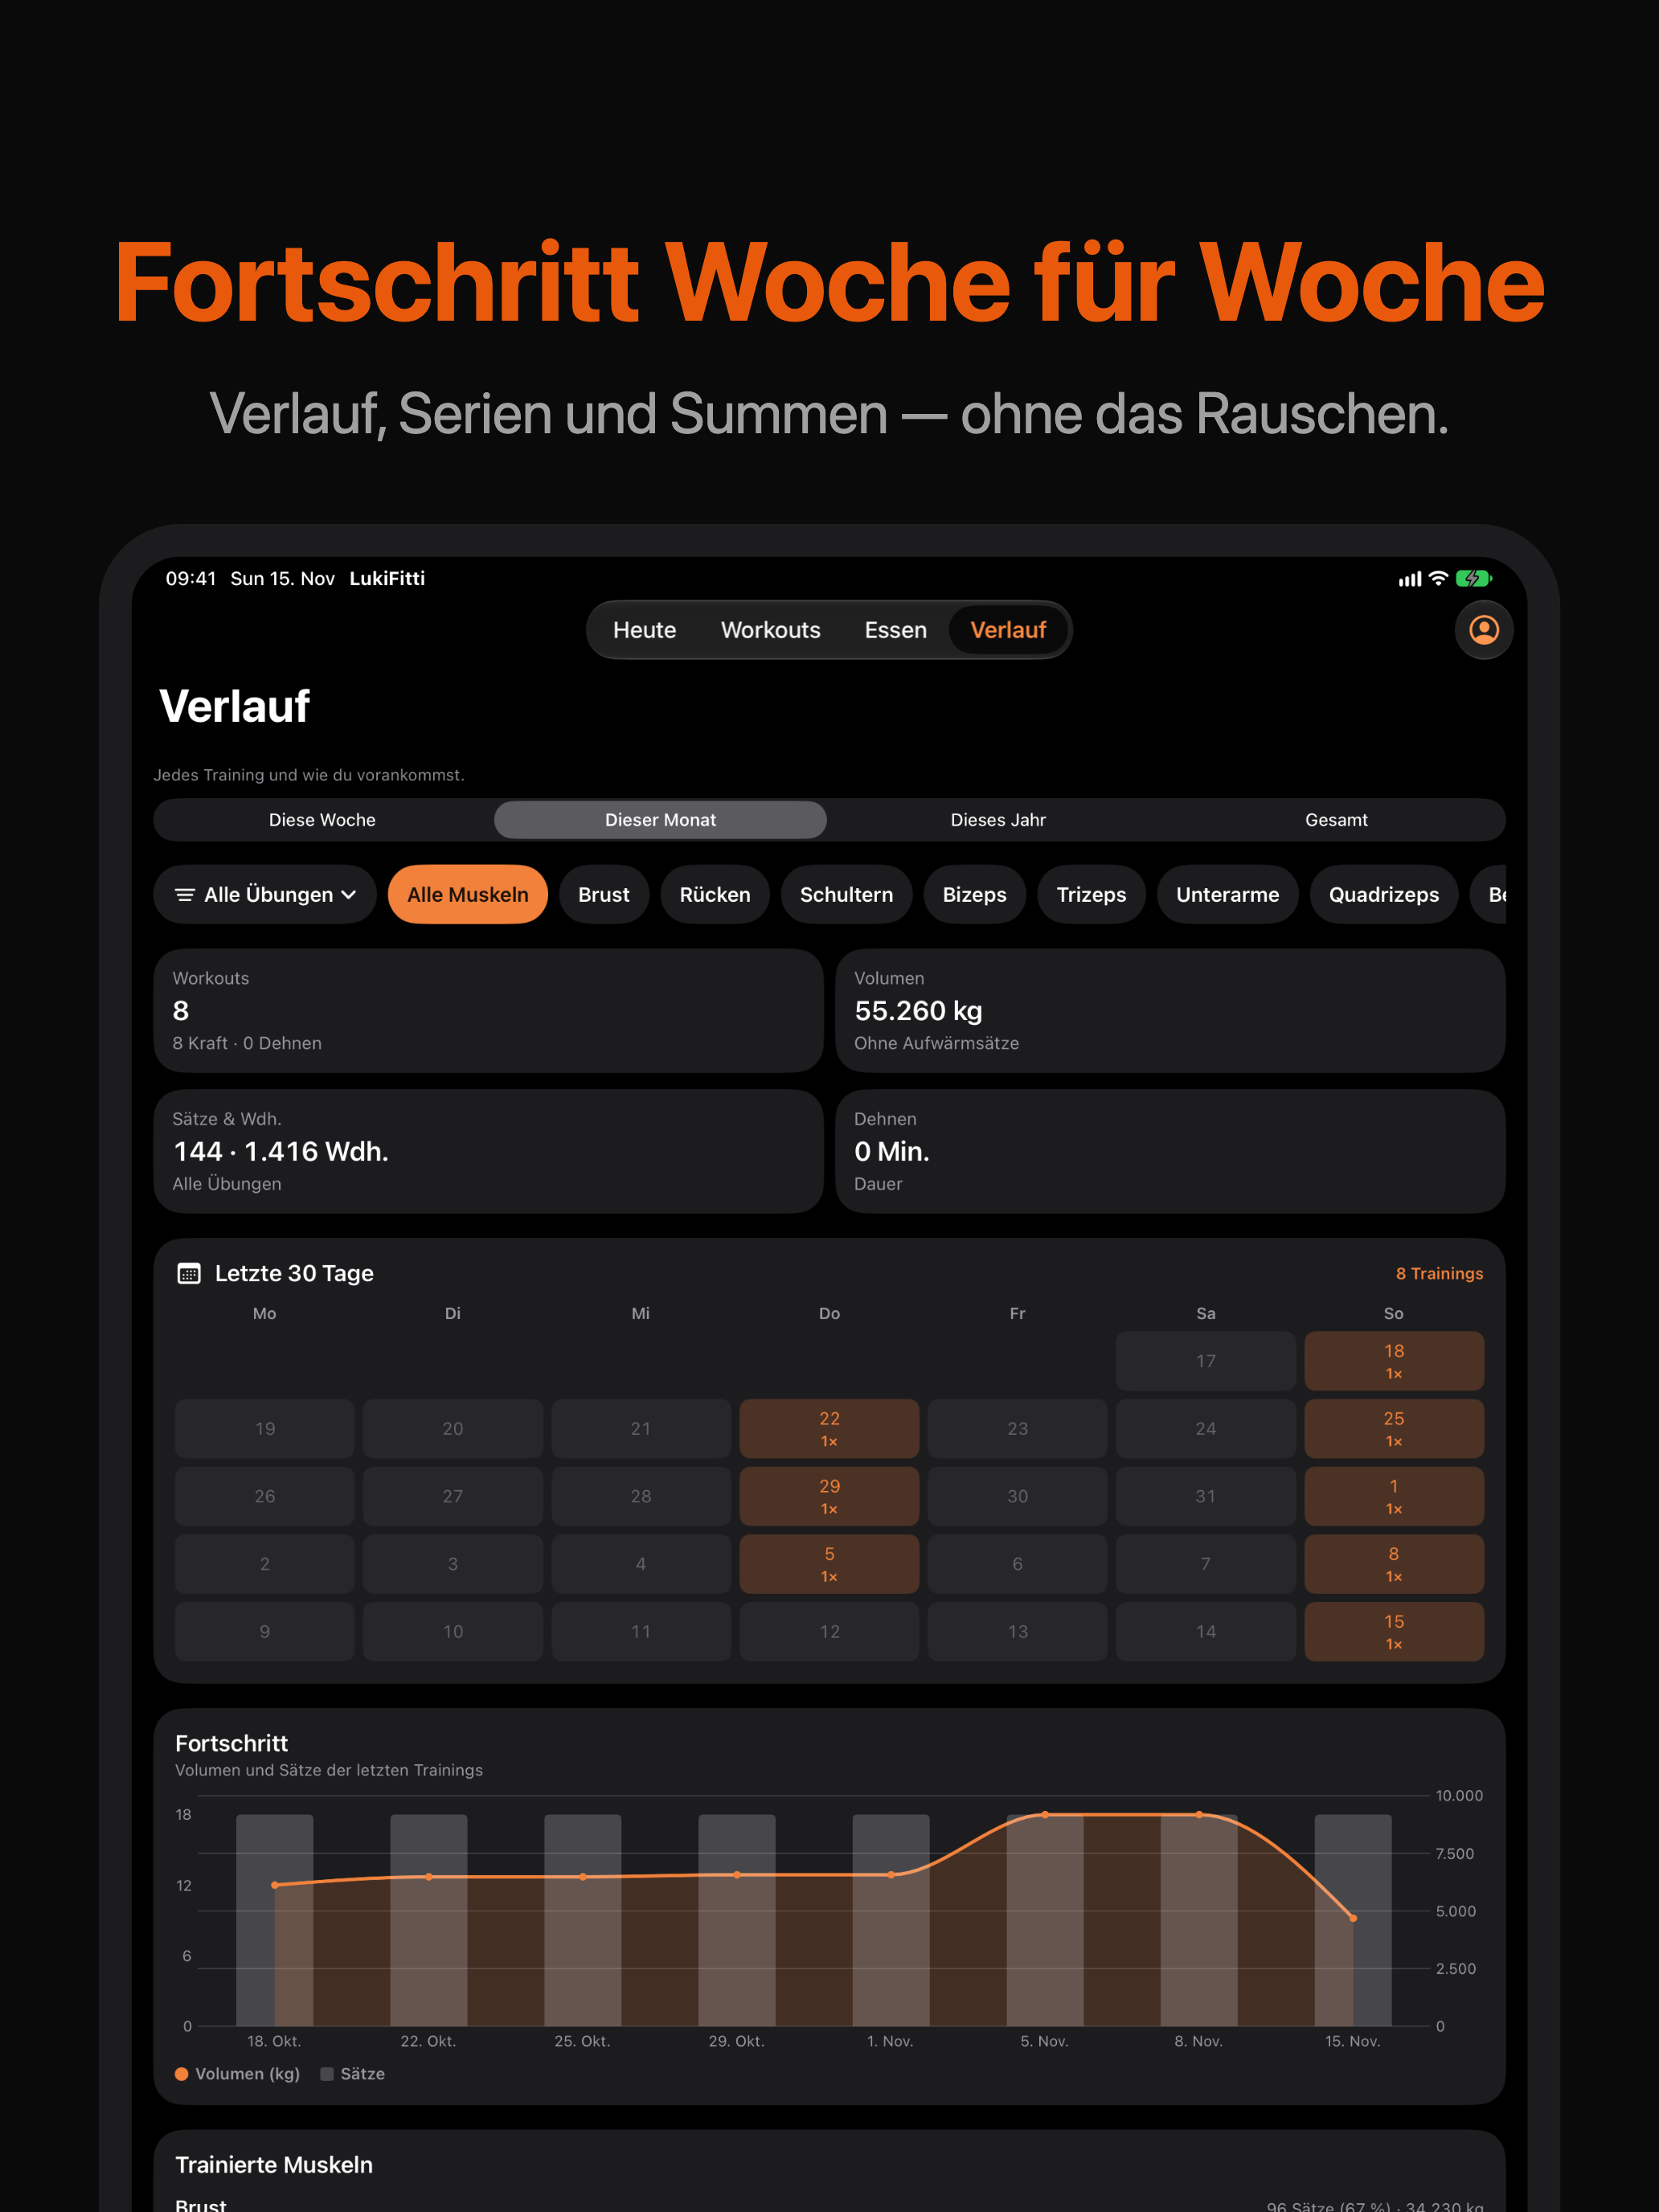 Fortschritt Woche für Woche
Verlauf, Serien und Summen — ohne das Rauschen.
09:41 Sun 15. Nov LukiFitti
Heute Workouts Essen Verlauf
Verlauf
Jedes Training und wie du vorankommst.
Diese Woche Dieser Monat Dieses Jahr Gesamt
Alle Übungen Alle Muskeln Brust Rücken Schultern Bizeps Trizeps Unterarme Quadrizeps
Workouts
8
8 Kraft · 0 Dehnen
Volumen
55.260 kg
Ohne Aufwärmsätze
Sätze & Wdh.
144 · 1.416 Wdh.
Alle Übungen
Dehnen
0 Min.
Dauer
Letzte 30 Tage 8 Trainings
Mo Di Mi Do Fr Sa So
17 18
1×
19 20 21 22 23 24 25
1× 1×
26 27 28 29 30 31 1
1× 1×
2 3 4 5 6 7 8
1× 1×
9 10 11 12 13 14 15
1×
Fortschritt
Volumen und Sätze der letzten Trainings
10.000
18
7.500
12
5.000
6
2.500
0 0
18. Okt. 22. Okt. 25. Okt. 29. Okt. 1. Nov. 5. Nov. 8. Nov. 15. Nov.
Volumen (kg) Sätze
Trainierte Muskeln
Brust 96 Sätze (67 %) · 34.230 kg